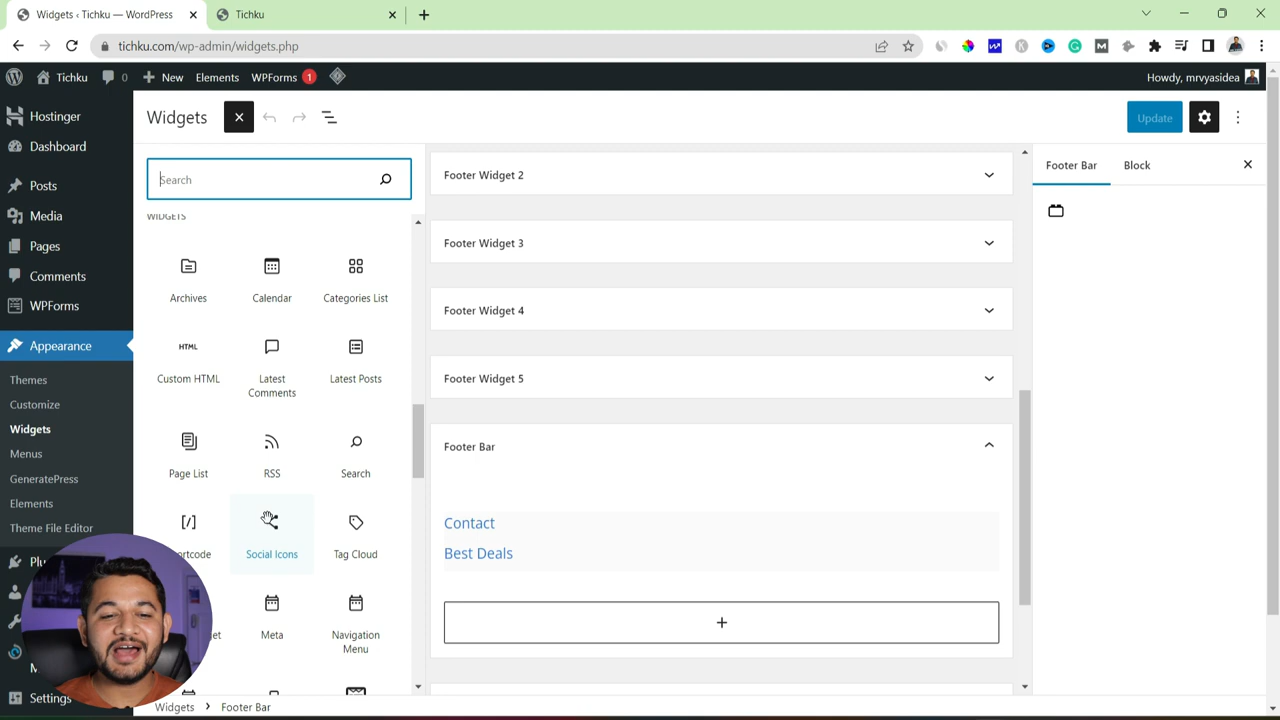 Widgets ‹ Tichku — WordPress
Tichku
tichku.com/wp-admin/widgets.php
Tichku
0
New
Elements
WPForms
1
Howdy, mrvyasidea
Hostinger
Dashboard
Posts
Media
Pages
Comments
WPForms
Appearance
Themes
Customize
Widgets
Menus
GeneratePress
Elements
Theme File Editor
Settings
Widgets
Update
Search
WIDGETS
Archives
Calendar
Categories List
HTML
Custom HTML
Latest
Comments
Latest Posts
Page List
RSS
Search
[/]
Social Icons
Tag Cloud
Meta
Navigation
Menu
Footer Widget 2
Footer Widget 3
Footer Widget 4
Footer Widget 5
Footer Bar
Contact
Best Deals
+
Footer Bar
Block
Widgets › Footer Bar